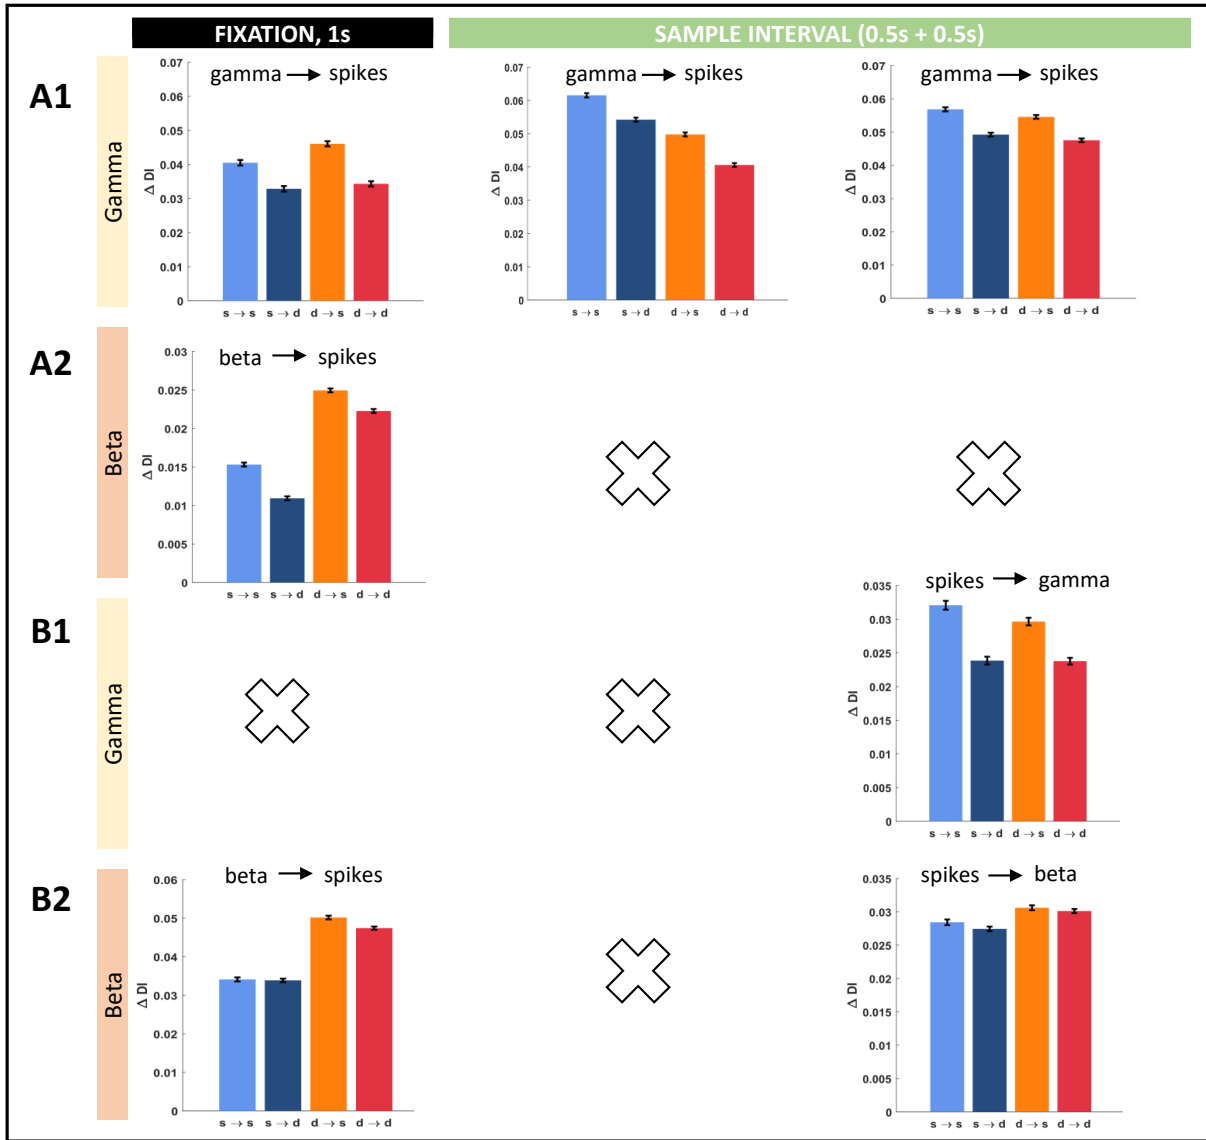 FIXATION, 1s
SAMPLE INTERVAL (0.5s + 0.5s)
A1
Gamma
gamma → spikes
Δ DI
0.07
0.06
0.05
0.04
0.03
0.02
0.01
0
s → s s → d d → s d → d
gamma → spikes
Δ DI
0.07
0.06
0.05
0.04
0.03
0.02
0.01
0
s → s s → d d → s d → d
gamma → spikes
Δ DI
0.07
0.06
0.05
0.04
0.03
0.02
0.01
0
s → s s → d d → s d → d
A2
Beta
beta → spikes
Δ DI
0.03
0.025
0.02
0.015
0.01
0.005
0
s → s s → d d → s d → d
B1
Gamma
spikes → gamma
Δ DI
0.035
0.03
0.025
0.02
0.015
0.01
0.005
0
s → s s → d d → s d → d
B2
Beta
beta → spikes
Δ DI
0.06
0.05
0.04
0.03
0.02
0.01
0
s → s s → d d → s d → d
spikes → beta
Δ DI
0.035
0.03
0.025
0.02
0.015
0.01
0.005
0
s → s s → d d → s d → d